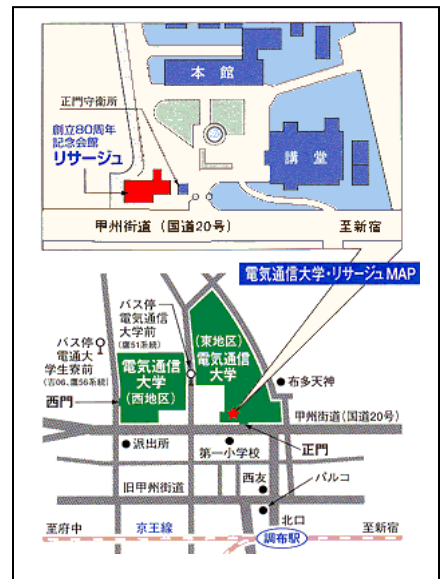 本館
正門守衛所
創立80周年
記念会館
リサージュ
講堂
甲州街道（国道20号）
至新宿
電気通信大学・リサージュMAP
バス停
電気通信
大学前
(鷹51系統)
バス停
電通大
学生寮前
(吉06、鷹56系統)
(東地区)
電気通信
大学
電気通信
大学
(西地区)
布多天神
西門
甲州街道(国道20号)
派出所
第一小学校
正門
旧甲州街道
西友
パルコ
北口
至府中
京王線
調布駅
至新宿